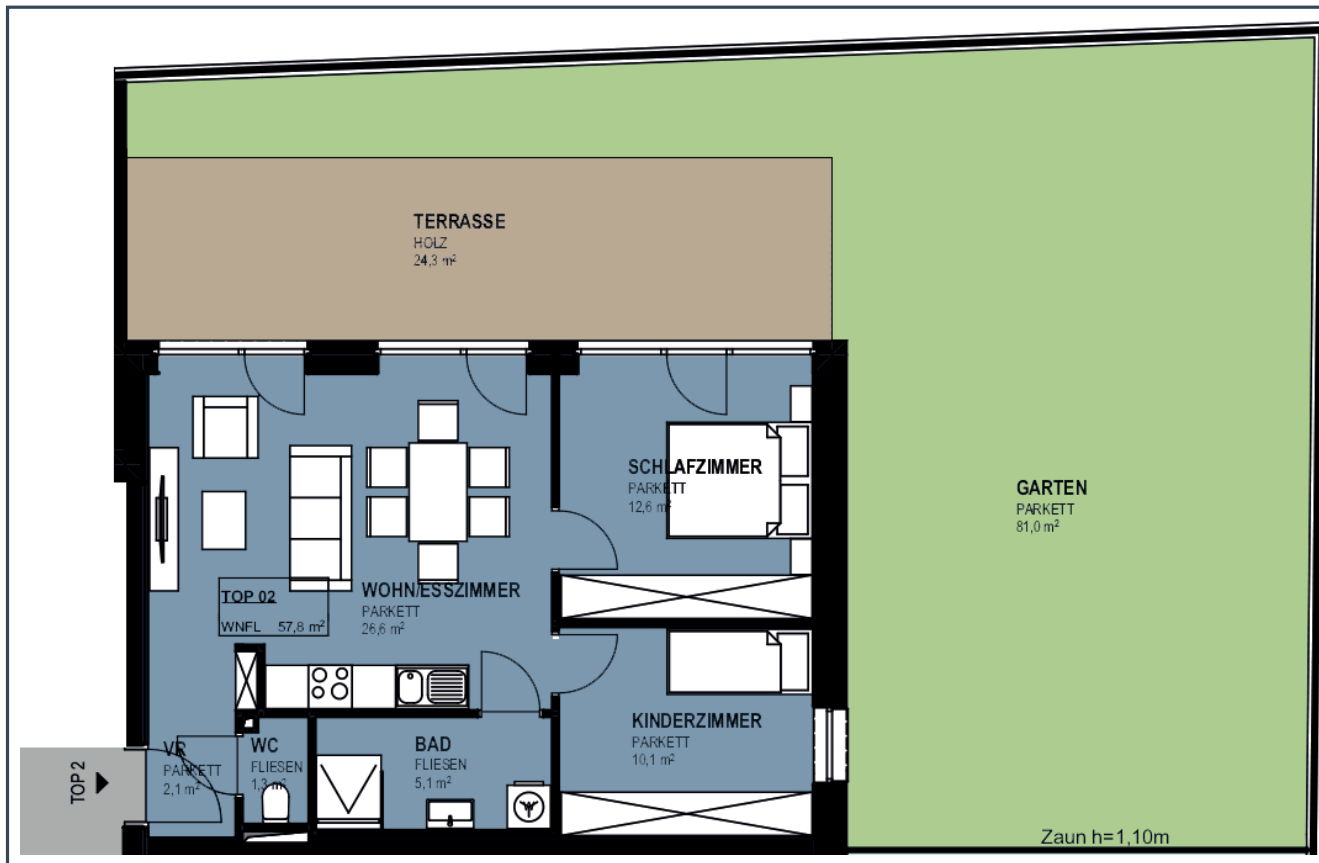 TERRASSE
HOLZ
24,3 m²
SCHLAFZIMMER
PARKETT
12,6 m²
GARTEN
PARKETT
81,0 m²
WOHN/ESSZIMMER
PARKETT
26,6 m²
TOP 02
WNFL 57,8 m²
KINDERZIMMER
PARKETT
10,1 m²
VR
PARKETT
2,1 m²
WC
FLIESEN
1,3 m²
BAD
FLIESEN
5,1 m²
TOP 2
Zaun h=1,10m